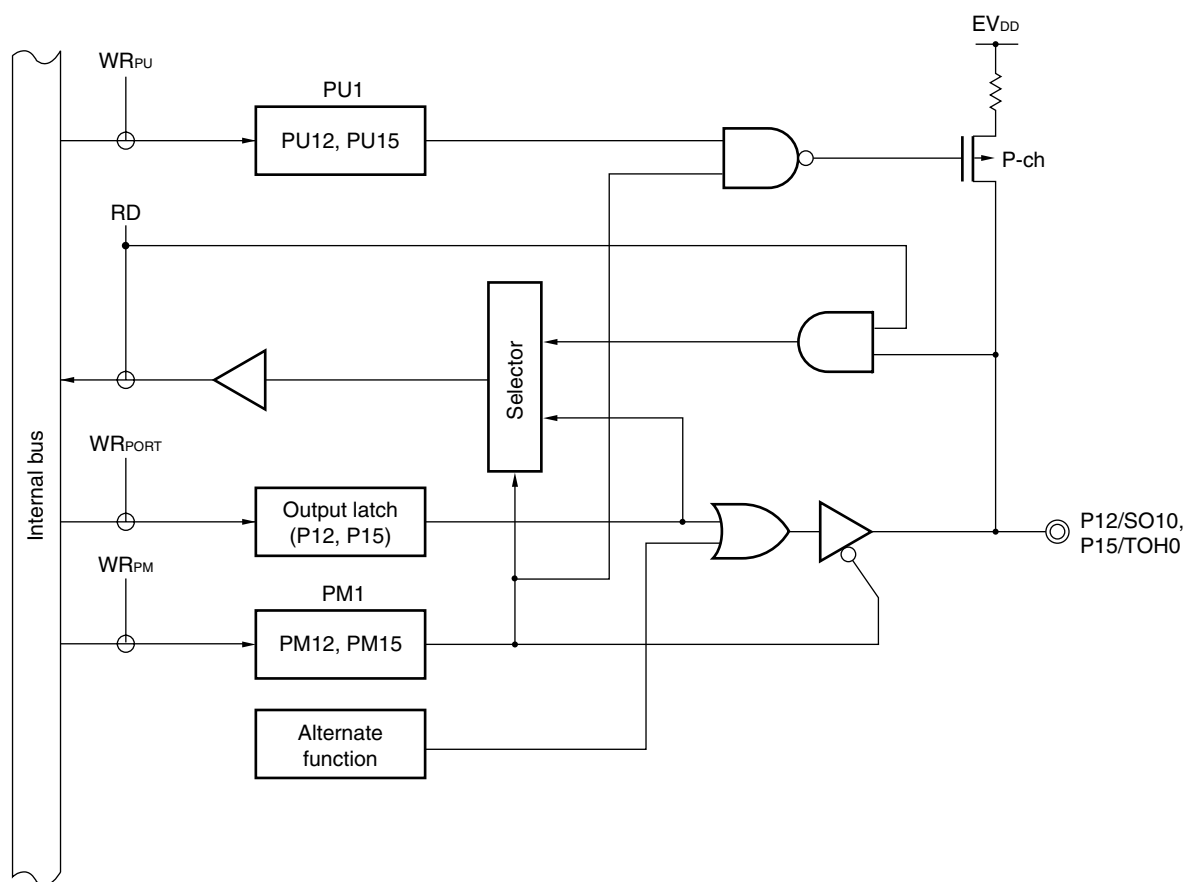 EVDD
WRPU
PU1
PU12, PU15
P-ch
RD
Selector
Internal bus
WRPORT
Output latch
(P12, P15)
P12/SO10,
P15/TOH0
WRPM
PM1
PM12, PM15
Alternate
function